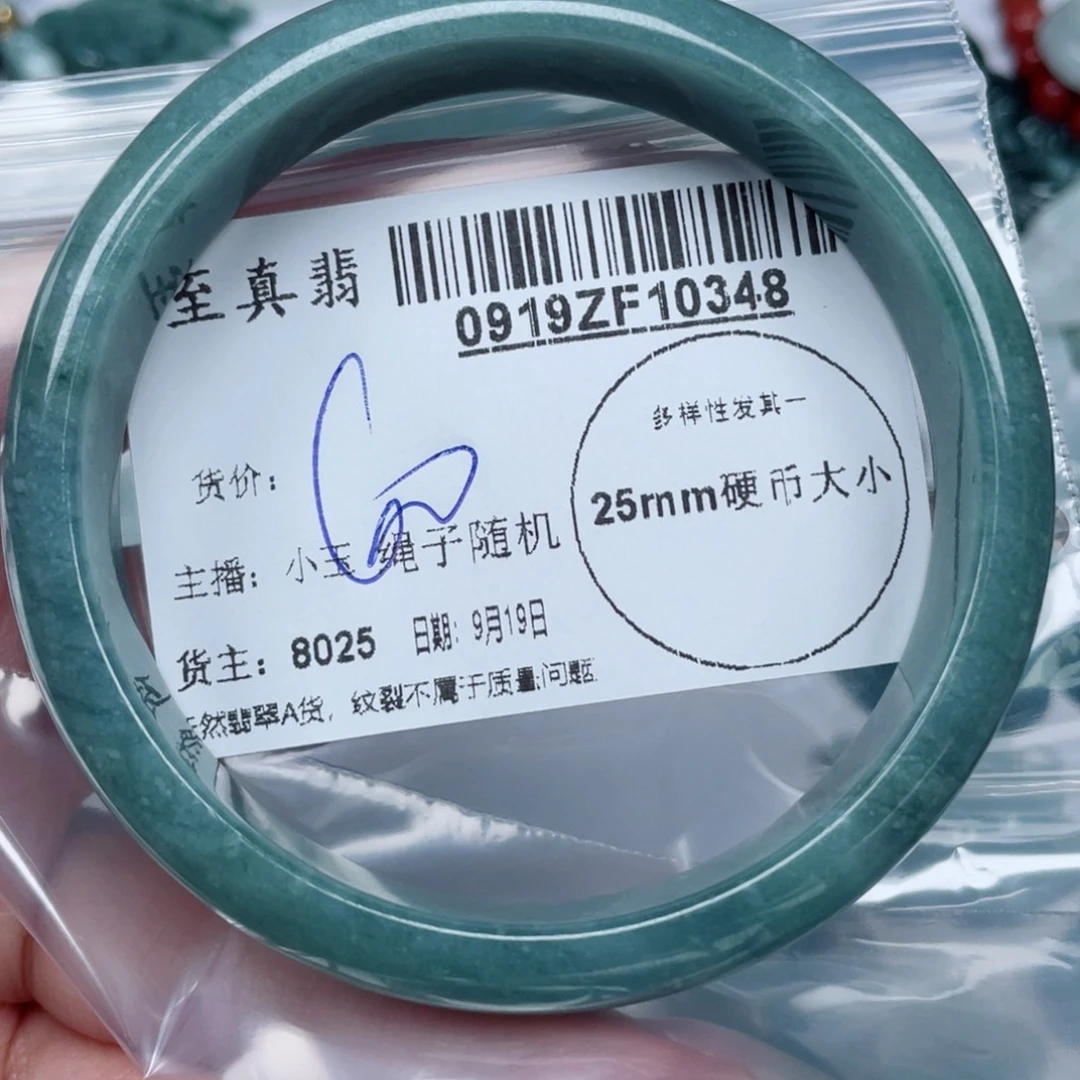 至真翡
0919ZF10348
多样性发其一
25mm硬币大小
货价：
主播：小玉 绳子随机
货主：8025 日期：9月19日
天然翡翠A货，纹裂不属于质量问题